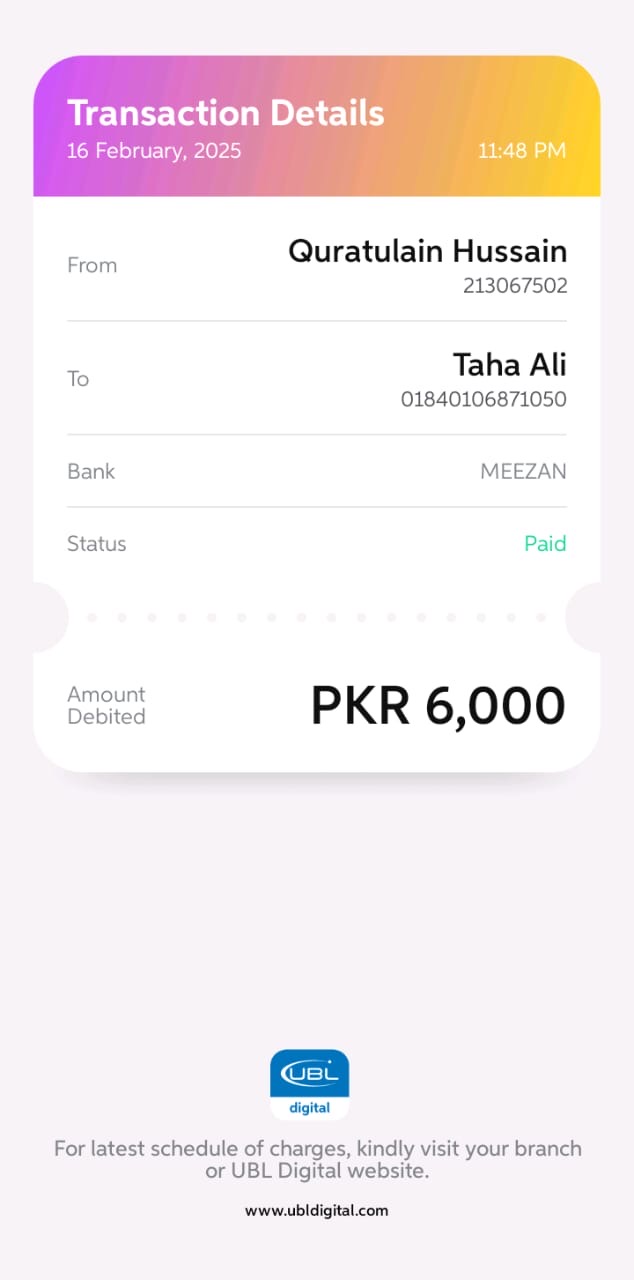 Transaction Details
16 February, 2025 11:48 PM
From Quratulain Hussain
213067502
To Taha Ali
01840106871050
Bank MEEZAN
Status Paid
Amount
Debited PKR 6,000
UBL
digital
For latest schedule of charges, kindly visit your branch
or UBL Digital website.
www.ubldigital.com